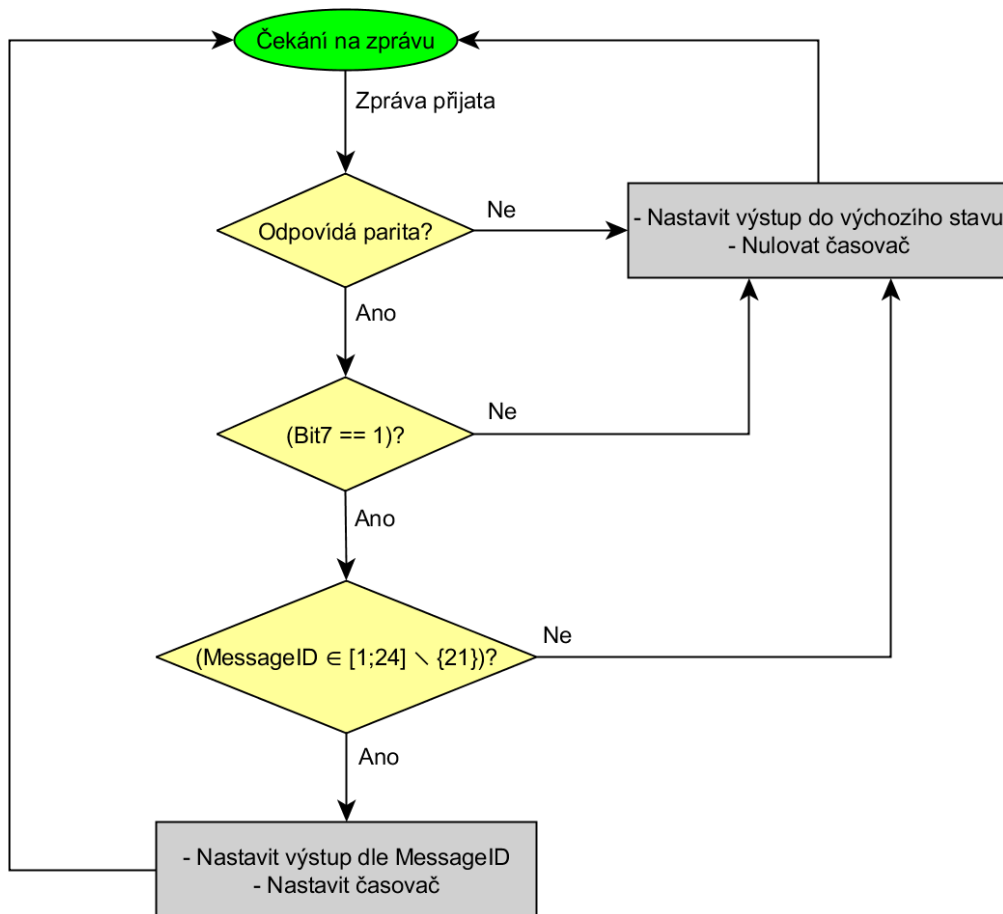 Čekání na zprávu
Zpráva přijata
Odpovídá parita?
Ne
- Nastavit výstup do výchozího stavu
- Nulovat časovač
Ano
(Bit7 == 1)?
Ne
Ano
(MessageID ∈ [1;24] ∖ {21})?
Ne
Ano
- Nastavit výstup dle MessageID
- Nastavit časovač